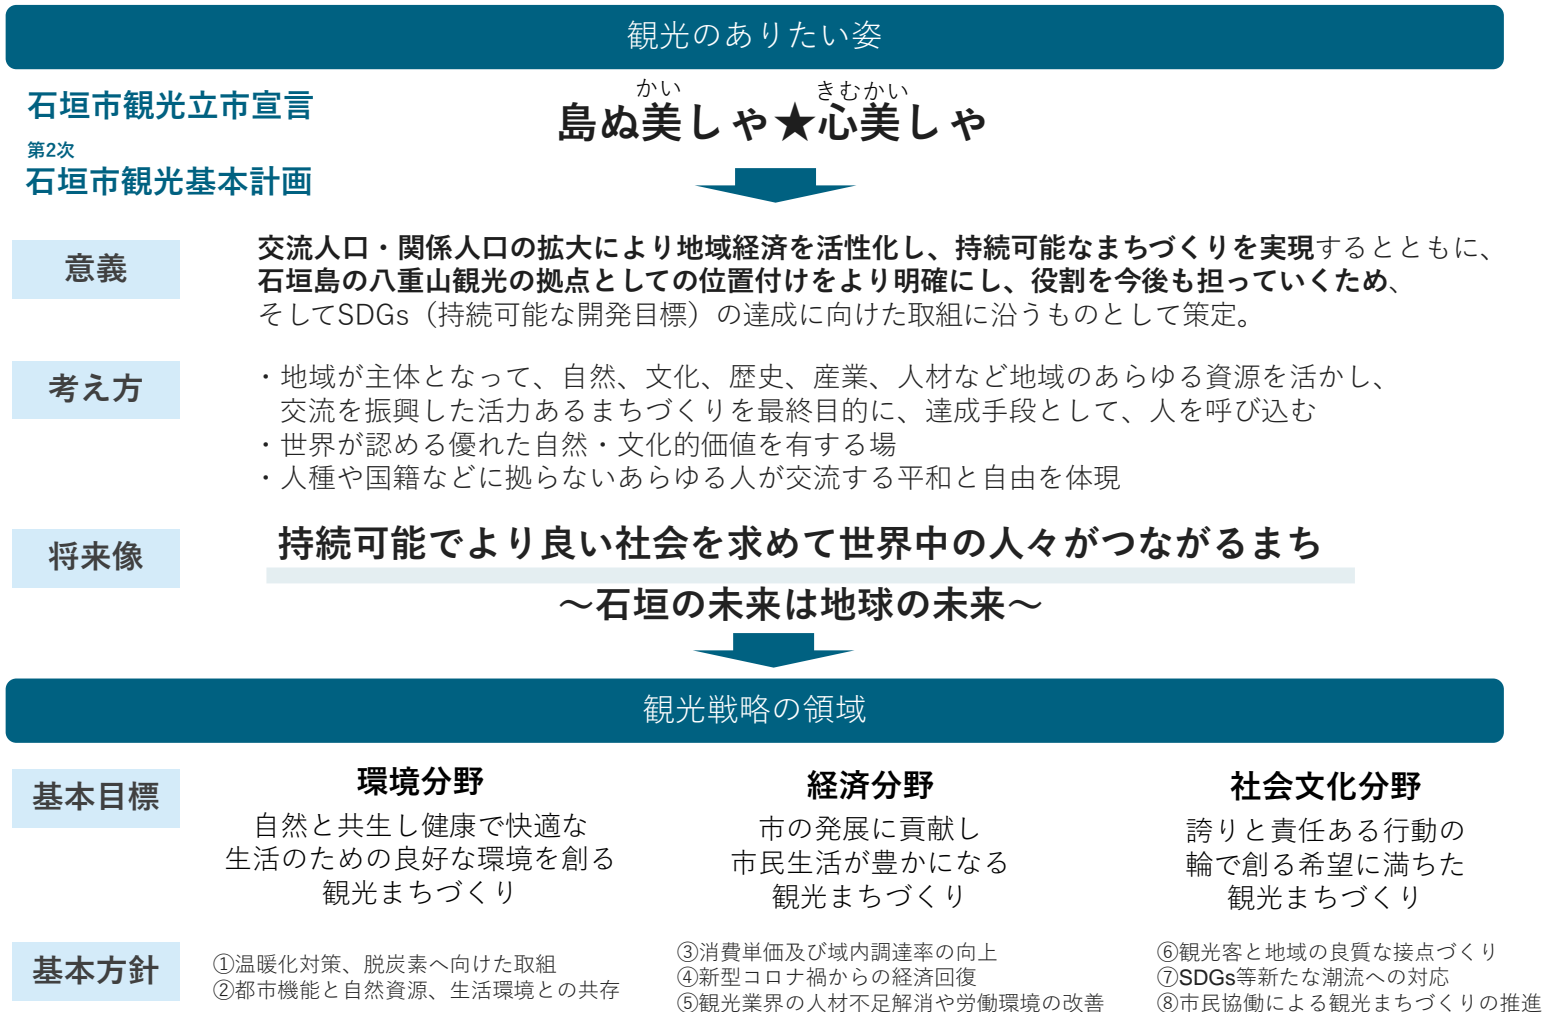 観光のありたい姿
石垣市観光立市宣言
第2次
石垣市観光基本計画
かい きむかい
島ぬ美しゃ★心美しゃ
意義
交流人口・関係人口の拡大により地域経済を活性化し、持続可能なまちづくりを実現するとともに、
石垣島の八重山観光の拠点としての位置付けをより明確にし、役割を今後も担っていくため、
そしてSDGs（持続可能な開発目標）の達成に向けた取組に沿うものとして策定。
考え方
・地域が主体となって、自然、文化、歴史、産業、人材など地域のあらゆる資源を活かし、
交流を振興した活力あるまちづくりを最終目的に、達成手段として、人を呼び込む
・世界が認める優れた自然・文化的価値を有する場
・人種や国籍などに拠らないあらゆる人が交流する平和と自由を体現
将来像
持続可能でより良い社会を求めて世界中の人々がつながるまち
～石垣の未来は地球の未来～
観光戦略の領域
基本目標
環境分野
自然と共生し健康で快適な
生活のための良好な環境を創る
観光まちづくり
経済分野
市の発展に貢献し
市民生活が豊かになる
観光まちづくり
社会文化分野
誇りと責任ある行動の
輪で創る希望に満ちた
観光まちづくり
基本方針
①温暖化対策、脱炭素へ向けた取組
②都市機能と自然資源、生活環境との共存
③消費単価及び域内調達率の向上
④新型コロナ禍からの経済回復
⑤観光業界の人材不足解消や労働環境の改善
⑥観光客と地域の良質な接点づくり
⑦SDGs等新たな潮流への対応
⑧市民協働による観光まちづくりの推進